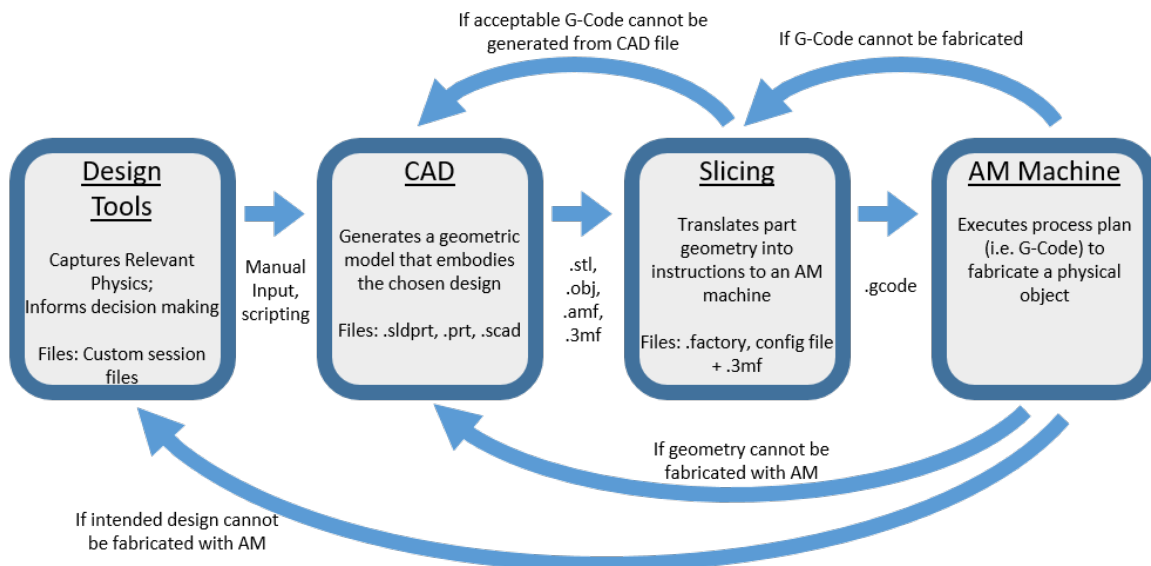 If acceptable G-Code cannot be
generated from CAD file
If G-Code cannot be fabricated
Design
Tools
Captures Relevant
Physics;
Informs decision making
Files: Custom session
files
Manual
Input,
scripting
CAD
Generates a geometric
model that embodies
the chosen design
Files: .sldprt, .prt, .scad
.stl,
.obj,
.amf,
.3mf
Slicing
Translates part
geometry into
instructions to an AM
machine
Files: .factory, config file
+ .3mf
.gcode
AM Machine
Executes process plan
(i.e. G-Code) to
fabricate a physical
object
If geometry cannot be
fabricated with AM
If intended design cannot
be fabricated with AM